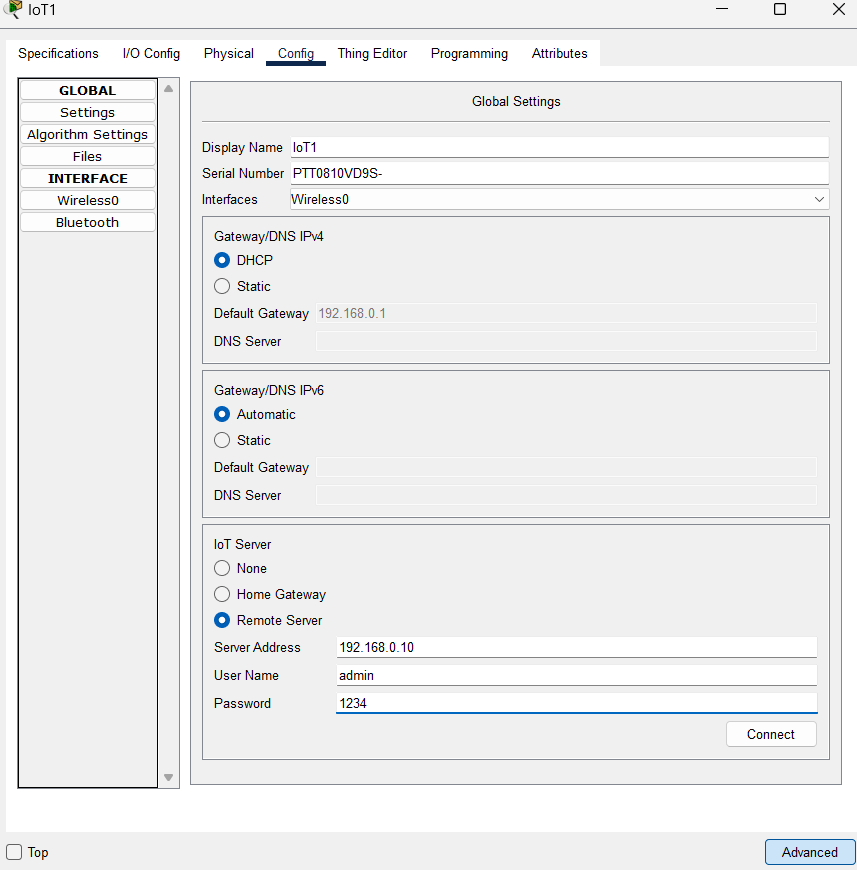 IoT1
Specifications I/O Config Physical Config Thing Editor Programming Attributes
GLOBAL
Settings
Algorithm Settings
Files
INTERFACE
Wireless0
Bluetooth
Global Settings
Display Name IoT1
Serial Number PTT0810VD9S-
Interfaces Wireless0
Gateway/DNS IPv4
DHCP
Static
Default Gateway 192.168.0.1
DNS Server
Gateway/DNS IPv6
Automatic
Static
Default Gateway
DNS Server
IoT Server
None
Home Gateway
Remote Server
Server Address 192.168.0.10
User Name admin
Password 1234
Connect
Top Advanced